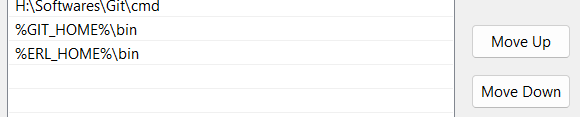 H:\Softwares\Git\cmd
%GIT_HOME%\bin
%ERL_HOME%\bin
Move Up
Move Down